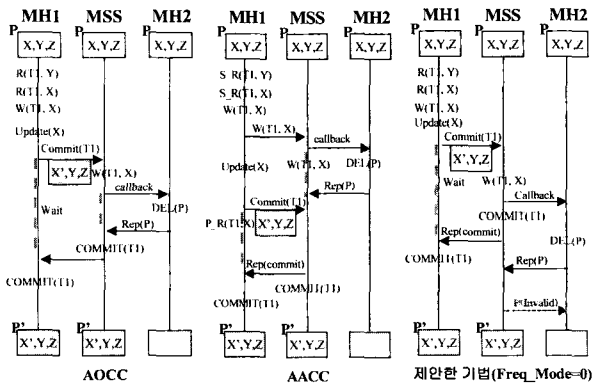 MH1 MSS MH2
P P P
X,Y,Z X,Y,Z X,Y,Z
R(T1, Y)
R(T1, X)
W(T1, X)
Update(X)
Commit(T1)
X',Y,Z
W(T1, X)
callback
Wait
DEL(P)
Rep(P)
COMMIT(T1)
COMMIT(T1)
P' P'
X',Y,Z X',Y,Z
AOCC
MH1 MSS MH2
P P P
X,Y,Z X,Y,Z X,Y,Z
S_R(T1, Y)
S_R(T1, X)
W(T1, X)
W(T1, X)
callback
Update(X)
W(T1, X)
DEL(P)
Rep(P)
Commit(T1)
P_R(T1,X)
X',Y,Z
Rep(commit)
COMMIT(T1)
COMMIT(T1)
P' P'
X',Y,Z X',Y,Z
AACC
MH1 MSS MH2
P P P
X,Y,Z X,Y,Z X,Y,Z
R(T1, Y)
R(T1, X)
W(T1, X)
Update(X)
Commit(T1)
X',Y,Z
Wait
W(T1, X)
Callback
COMMIT(T1)
Rep(commit)
DEL(P)
COMMIT(T1)
Rep(P)
P(Invalid)
P' P'
X',Y,Z X',Y,Z
제안한 기법(Freq_Mode=0)